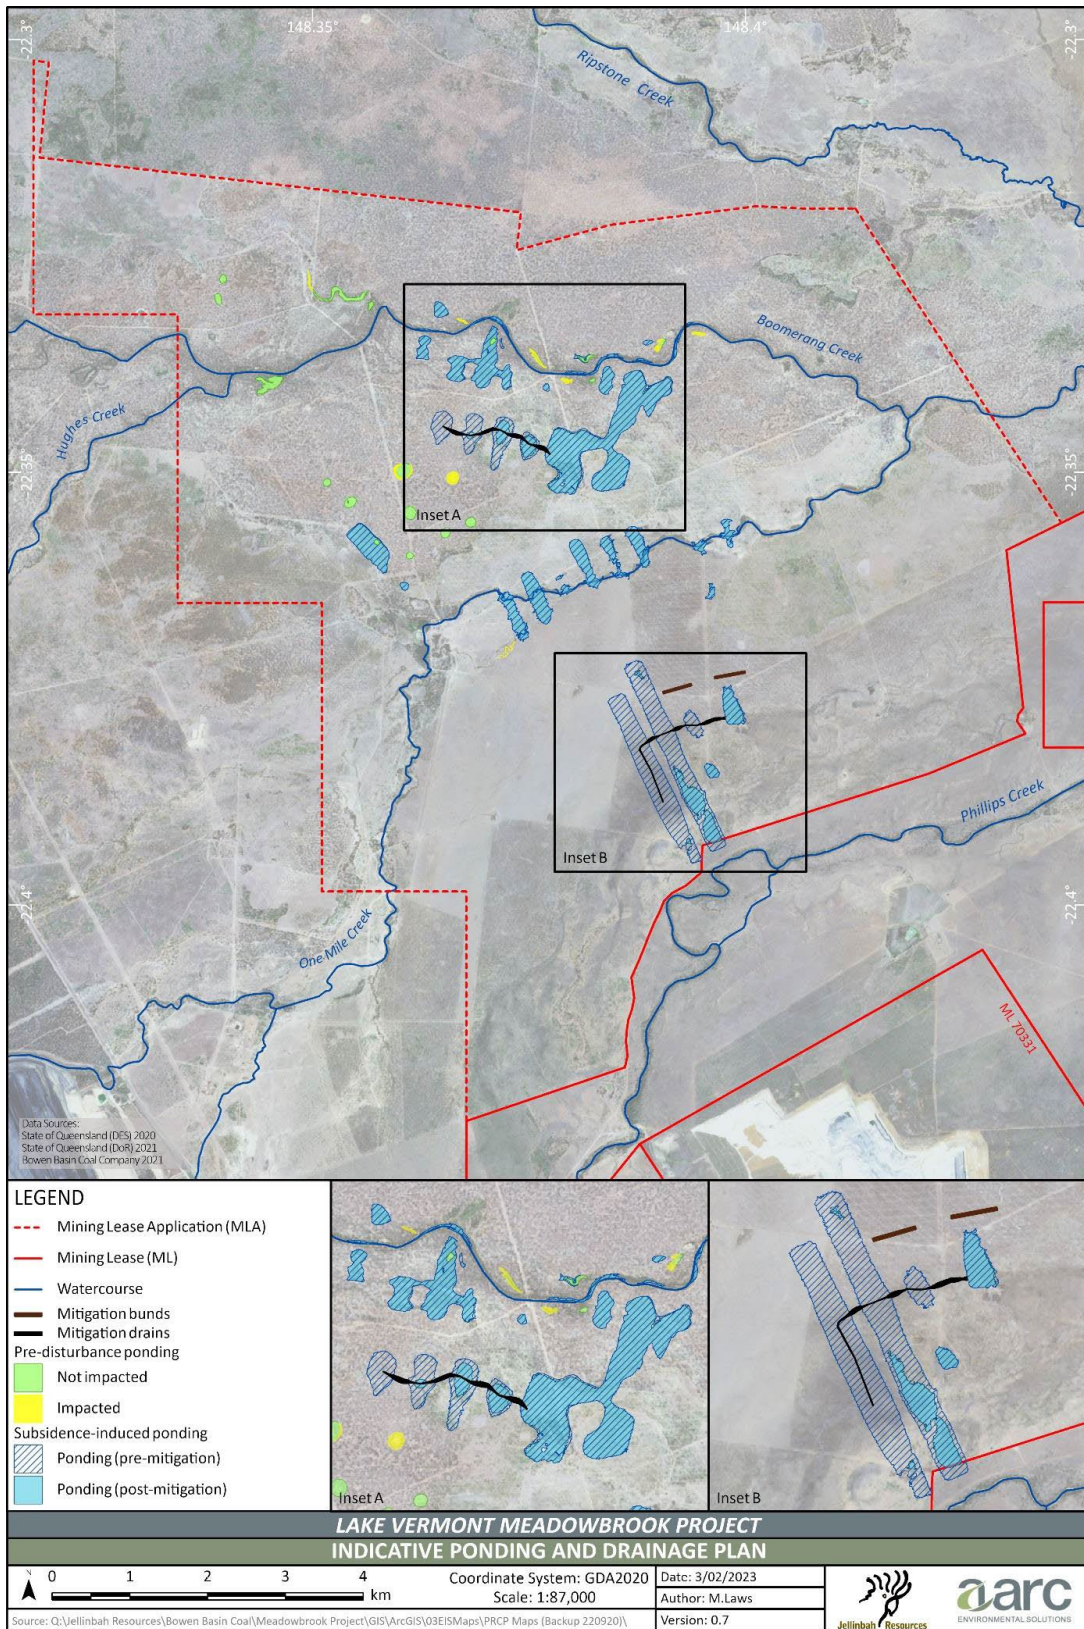 148.35°
148.4°
-22.3°
-22.3°
Ripstone Creek
Boomerang Creek
Hughes Creek
-22.35°
-22.35°
Inset A
Inset B
Phillips Creek
-22.4°
-22.4°
One Mile Creek
ML 70331
Data Sources:
State of Queensland (DES) 2020
State of Queensland (DoR) 2021
Bowen Basin Coal Company 2021
LEGEND
Mining Lease Application (MLA)
Mining Lease (ML)
Watercourse
Mitigation bunds
Mitigation drains
Pre-disturbance ponding
Not impacted
Impacted
Subsidence-induced ponding
Ponding (pre-mitigation)
Ponding (post-mitigation)
Inset A
Inset B
LAKE VERMONT MEADOWBROOK PROJECT
INDICATIVE PONDING AND DRAINAGE PLAN
N
0 1 2 3 4
km
Coordinate System: GDA2020
Scale: 1:87,000
Date: 3/02/2023
Author: M.Laws
Version: 0.7
Source: Q:\Jellinbah Resources\Bowen Basin Coal\Meadowbrook Project\GIS\ArcGIS\03EISMaps\PRCP Maps (Backup 220920)\
Jellinbah Resources
aarc
ENVIRONMENTAL SOLUTIONS